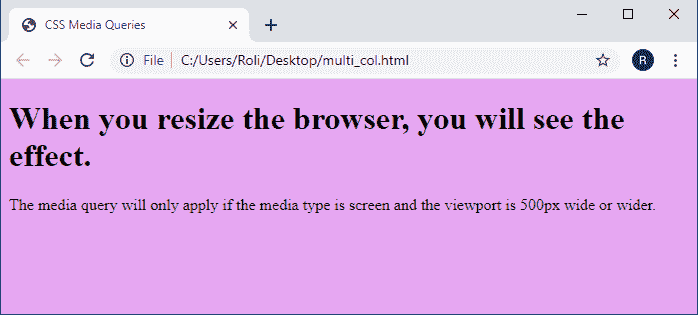 CSS Media Queries
File C:/Users/Roli/Desktop/multi_col.html R
When you resize the browser, you will see the
effect.
The media query will only apply if the media type is screen and the viewport is 500px wide or wider.